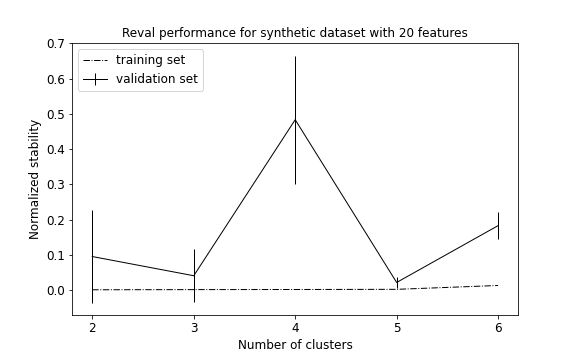 Reval performance for synthetic dataset with 20 features
training set
validation set
0.7
0.6
0.5
0.4
0.3
0.2
0.1
0.0
Normalized stability
2 3 4 5 6
Number of clusters